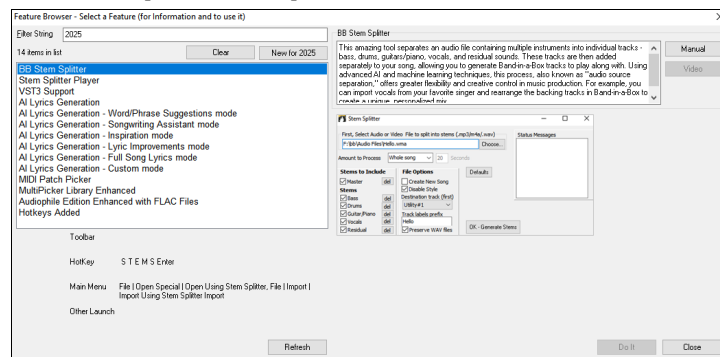 Feature Browser - Select a Feature (for Information and to use it)
Filter String 2025
14 items in list Clear New for 2025
BB Stem Splitter
Stem Splitter Player
VST3 Support
AI Lyrics Generation
AI Lyrics Generation - Word/Phrase Suggestions mode
AI Lyrics Generation - Songwriting Assistant mode
AI Lyrics Generation - Inspiration mode
AI Lyrics Generation - Lyric Improvements mode
AI Lyrics Generation - Full Song Lyrics mode
AI Lyrics Generation - Custom mode
MIDI Patch Picker
MultiPicker Library Enhanced
Audiophile Edition Enhanced with FLAC Files
Hotkeys Added
Toolbar
HotKey S T E M S Enter
Main Menu File | Open Special | Open Using Stem Splitter, File | Import |
Import Using Stem Splitter Import
Other Launch
Refresh
BB Stem Splitter
This amazing tool separates an audio file containing multiple instruments into individual tracks -
bass, drums, guitars/piano, vocals, and residual sounds. These tracks are then added
separately to your song, allowing you to generate Band-in-a-Box tracks to play along with. Using
advanced AI and machine learning techniques, this process, also known as "audio source
separation," offers greater flexibility and creative control in music production. For example, you
can import vocals from your favorite singer and rearrange the backing tracks in Band-in-a-Box to
create a unique, personalized mix
Manual
Video
Stem Splitter
First, Select Audio or Video File to split into stems (.mp3/m4a/.wav)
F:\bb\Audio Files\Hello.wma Choose...
Status Messages
Amount to Process Whole song 20 Seconds
Stems to Include
Master del
Stems
Bass del
Drums del
Guitar/Piano del
Vocals del
Residual del
File Options
Create New Song
Disable Style
Destination track (first)
Utility#1
Track labels prefix
Hello
Preserve WAV files
Defaults
OK - Generate Stems
Do It Close